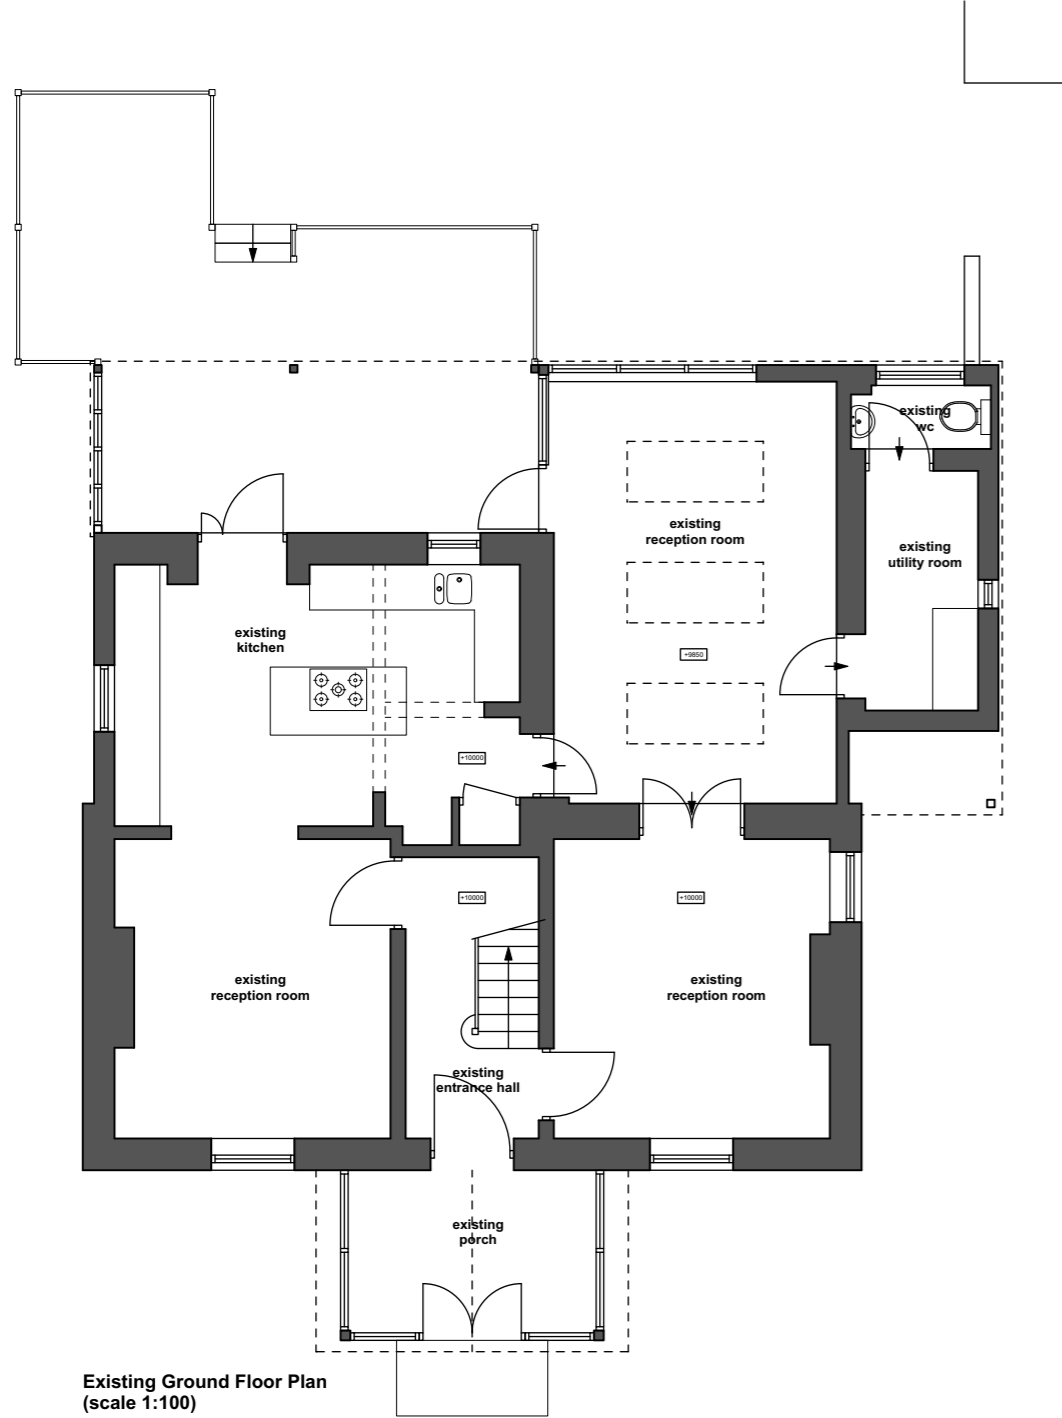 existing
wc
existing
reception room
existing
utility room
existing
kitchen
+9850
+10000
+10000
+10000
existing
reception room
existing
reception room
existing
entrance hall
existing
porch
Existing Ground Floor Plan
(scale 1:100)